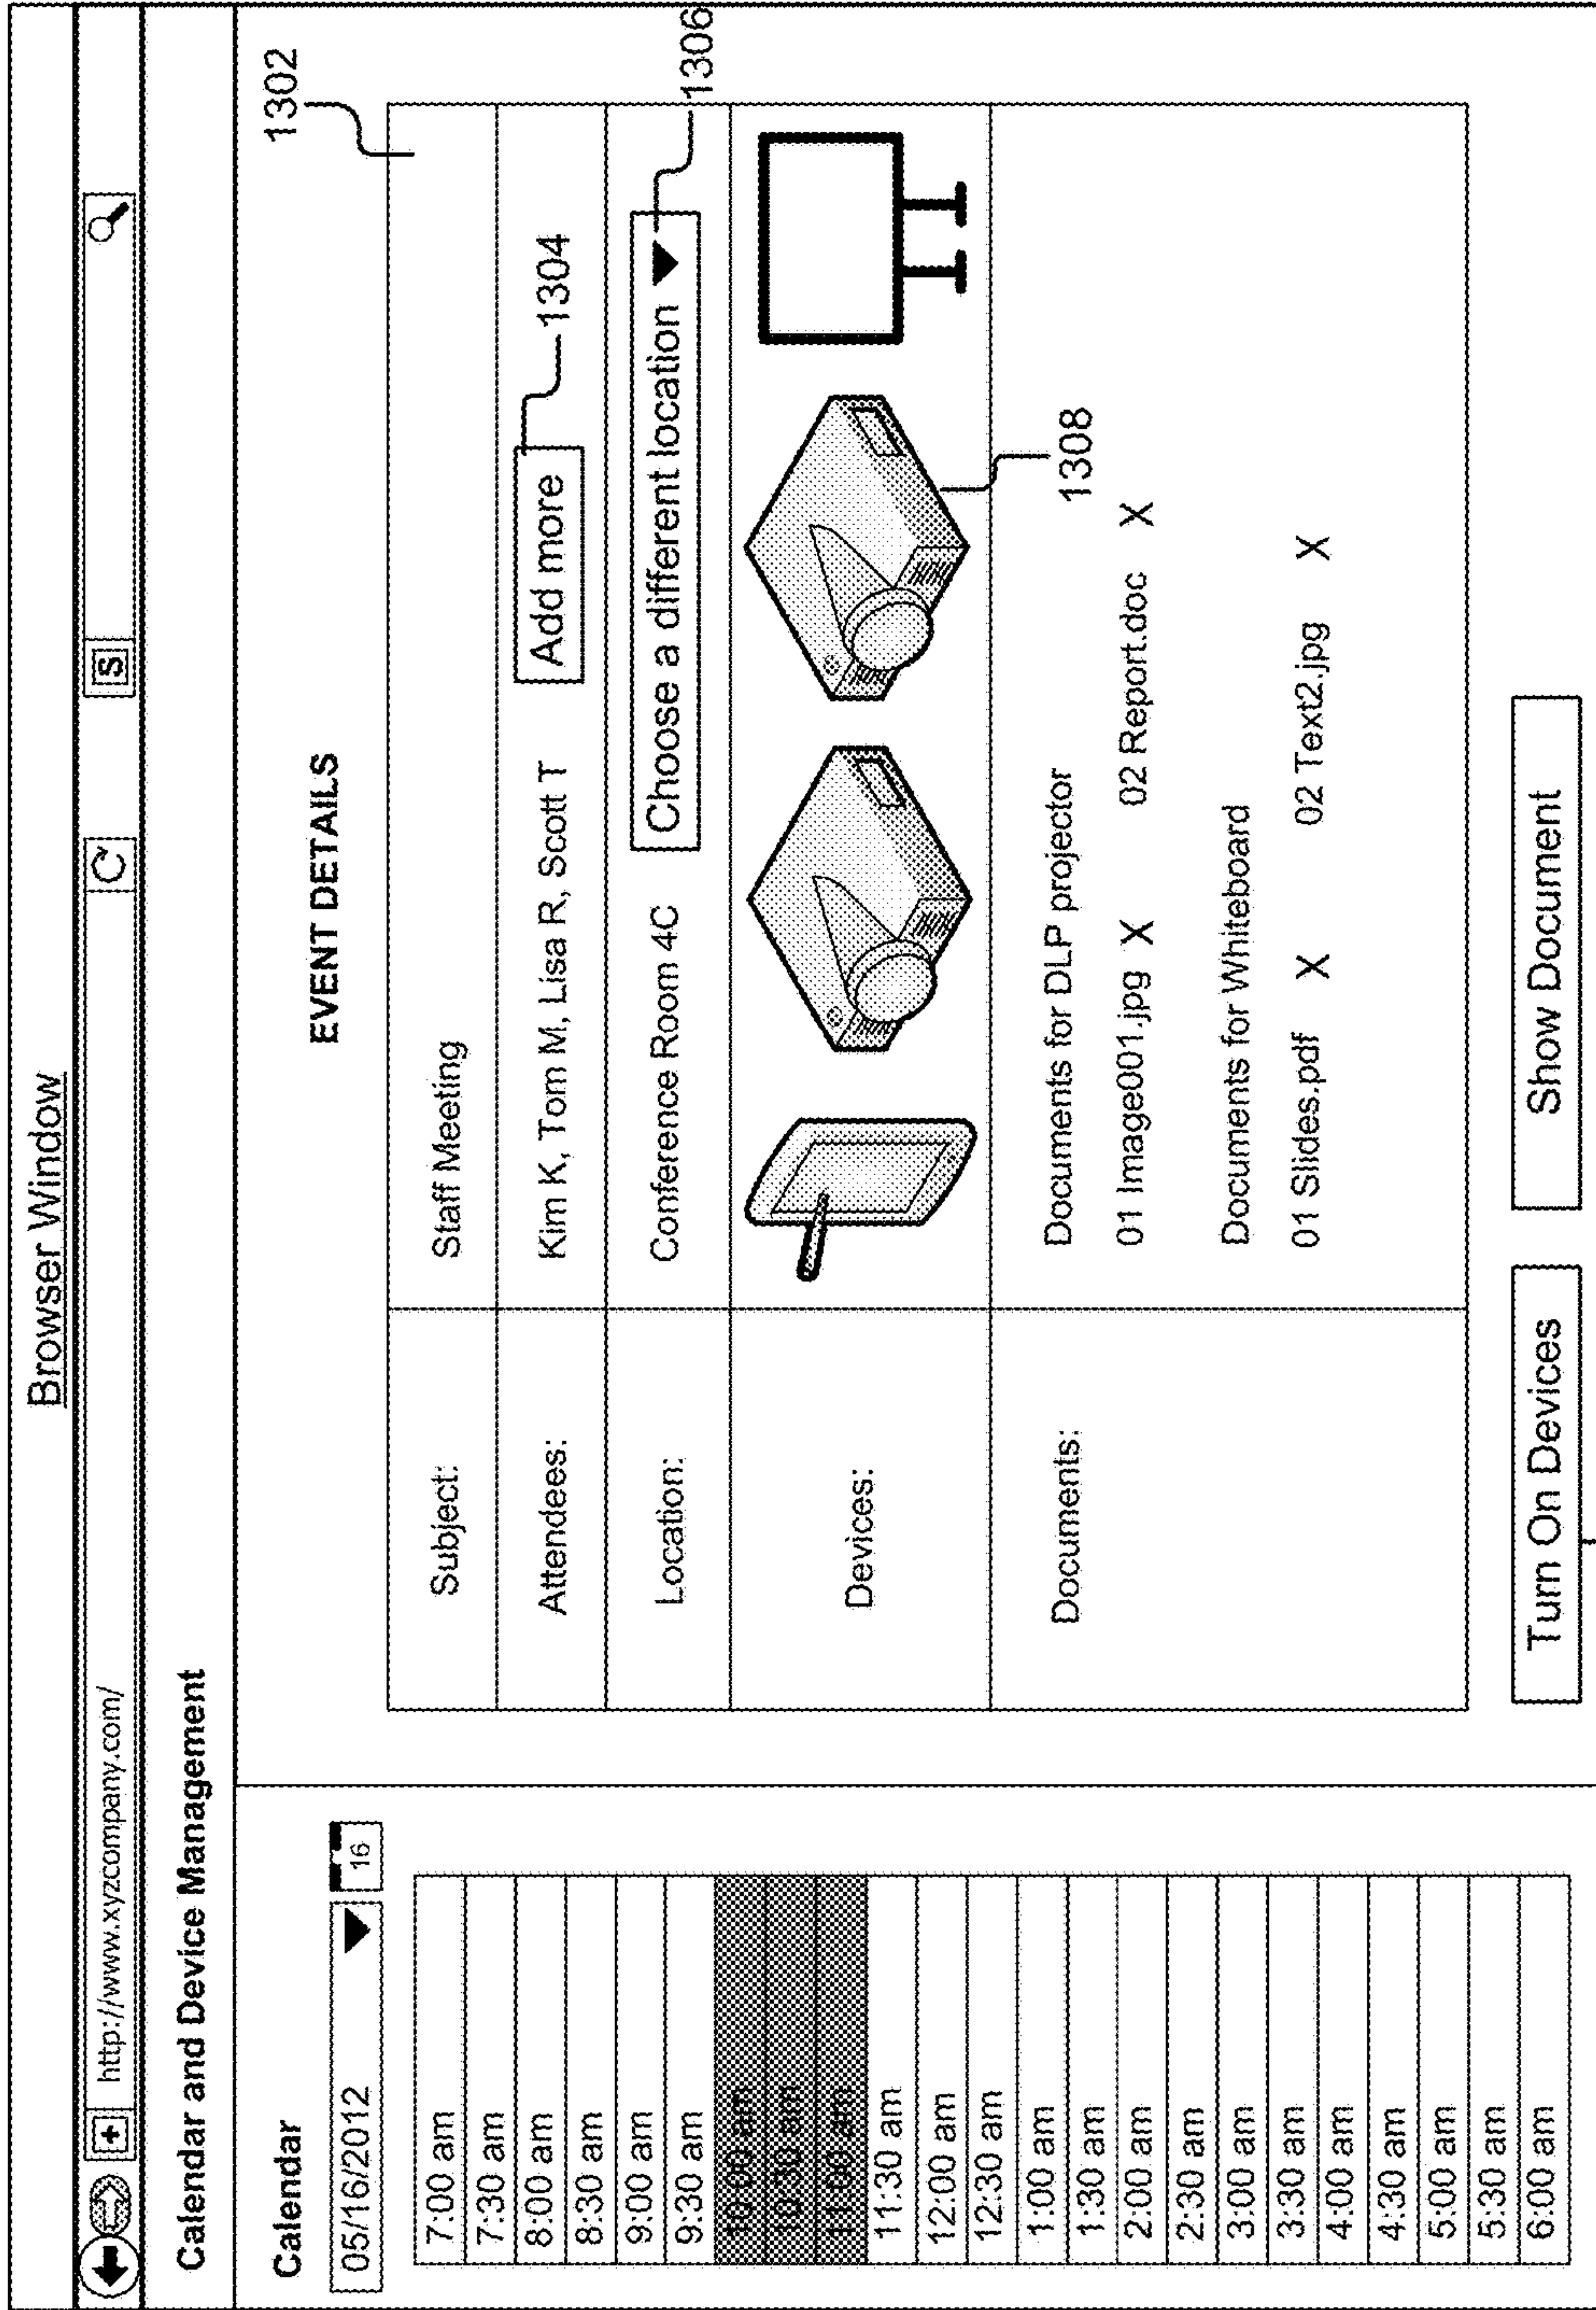 Browser Window
http://www.xyzcompany.com/
S
Calendar and Device Management
Calendar
05/16/2012
16
7:00 am
7:30 am
8:00 am
8:30 am
9:00 am
9:30 am
10:00 am
10:30 am
11:00 am
11:30 am
12:00 am
12:30 am
1:00 am
1:30 am
2:00 am
2:30 am
3:00 am
3:30 am
4:00 am
4:30 am
5:00 am
5:30 am
6:00 am
EVENT DETAILS
1302
Subject: Staff Meeting
Attendees: Kim K, Tom M, Lisa R, Scott T Add more 1304
Location: Conference Room 4C Choose a different location 1306
Devices:
1308
Documents: Documents for DLP projector
01 Image001.jpg X 02 Report.doc X
Documents for Whiteboard
01 Slides.pdf X 02 Text2.jpg X
Turn On Devices Show Document